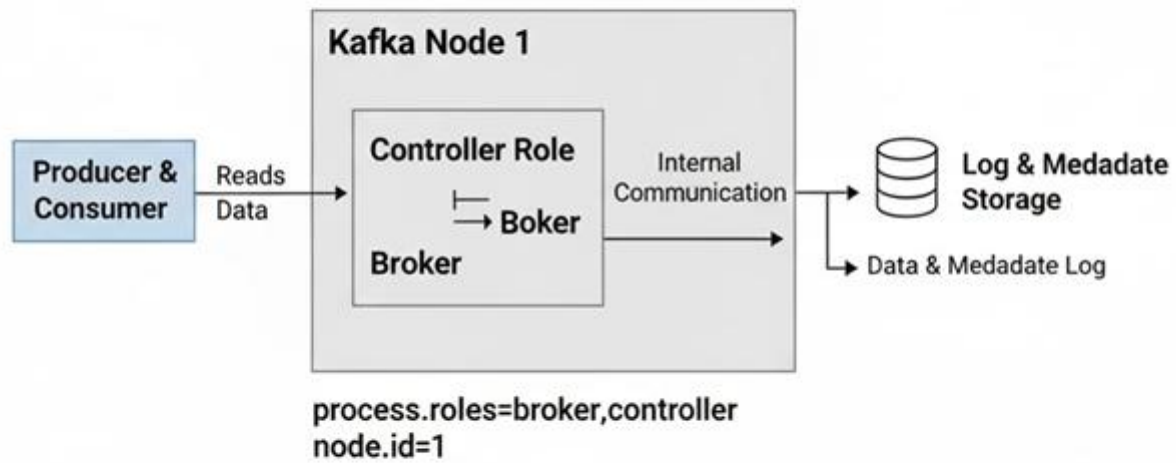 Kafka Node 1
Producer &
Consumer
Reads
Data
Controller Role
Boker
Broker
Internal
Communication
Log & Medadate
Storage
Data & Medadate Log
process.roles=broker,controller
node.id=1